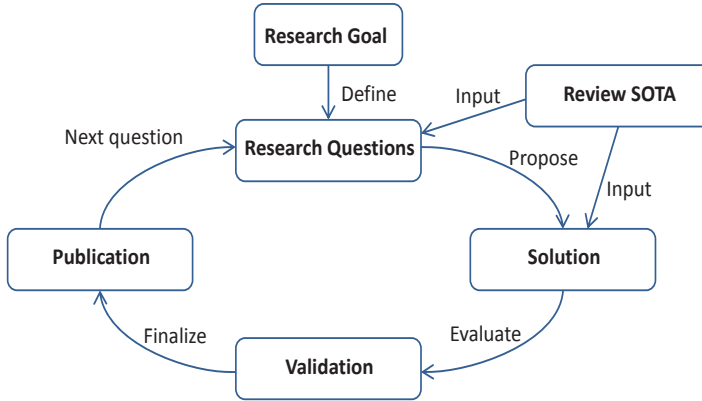 Research Goal
Define
Input
Review SOTA
Next question
Research Questions
Propose
Input
Publication
Solution
Finalize
Evaluate
Validation